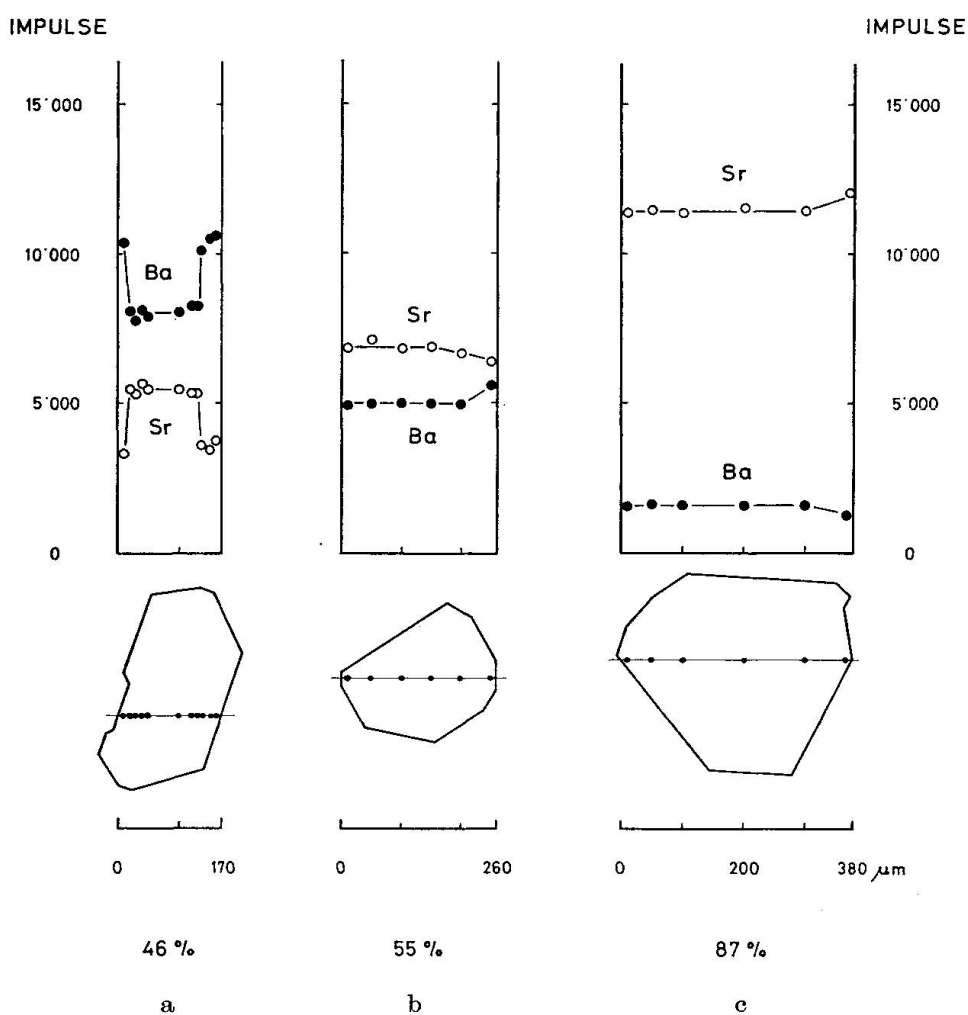 IMPULSE IMPULSE
15'000 15'000
Sr
10'000 10'000
Ba
Sr
5'000 5'000
Sr
Ba
Ba
0 0
0 170 0 260 0 200 380 μm
46 % 55 % 87 %
a b c